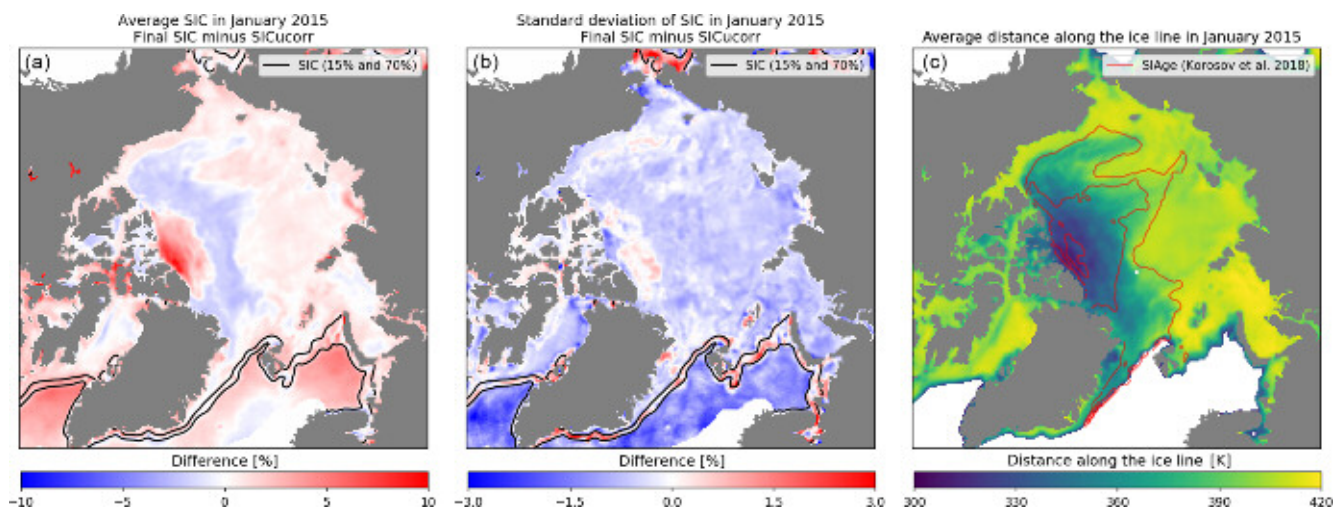 Average SIC in January 2015
Final SIC minus SICucorr
(a)
SIC (15% and 70%)
Difference [%]
−10 −5 0 5 10
Standard deviation of SIC in January 2015
Final SIC minus SICucorr
(b)
SIC (15% and 70%)
Difference [%]
−3.0 −1.5 0.0 1.5 3.0
Average distance along the ice line in January 2015
(c)
SIAge (Korosov et al. 2018)
Distance along the ice line [K]
300 330 360 390 420